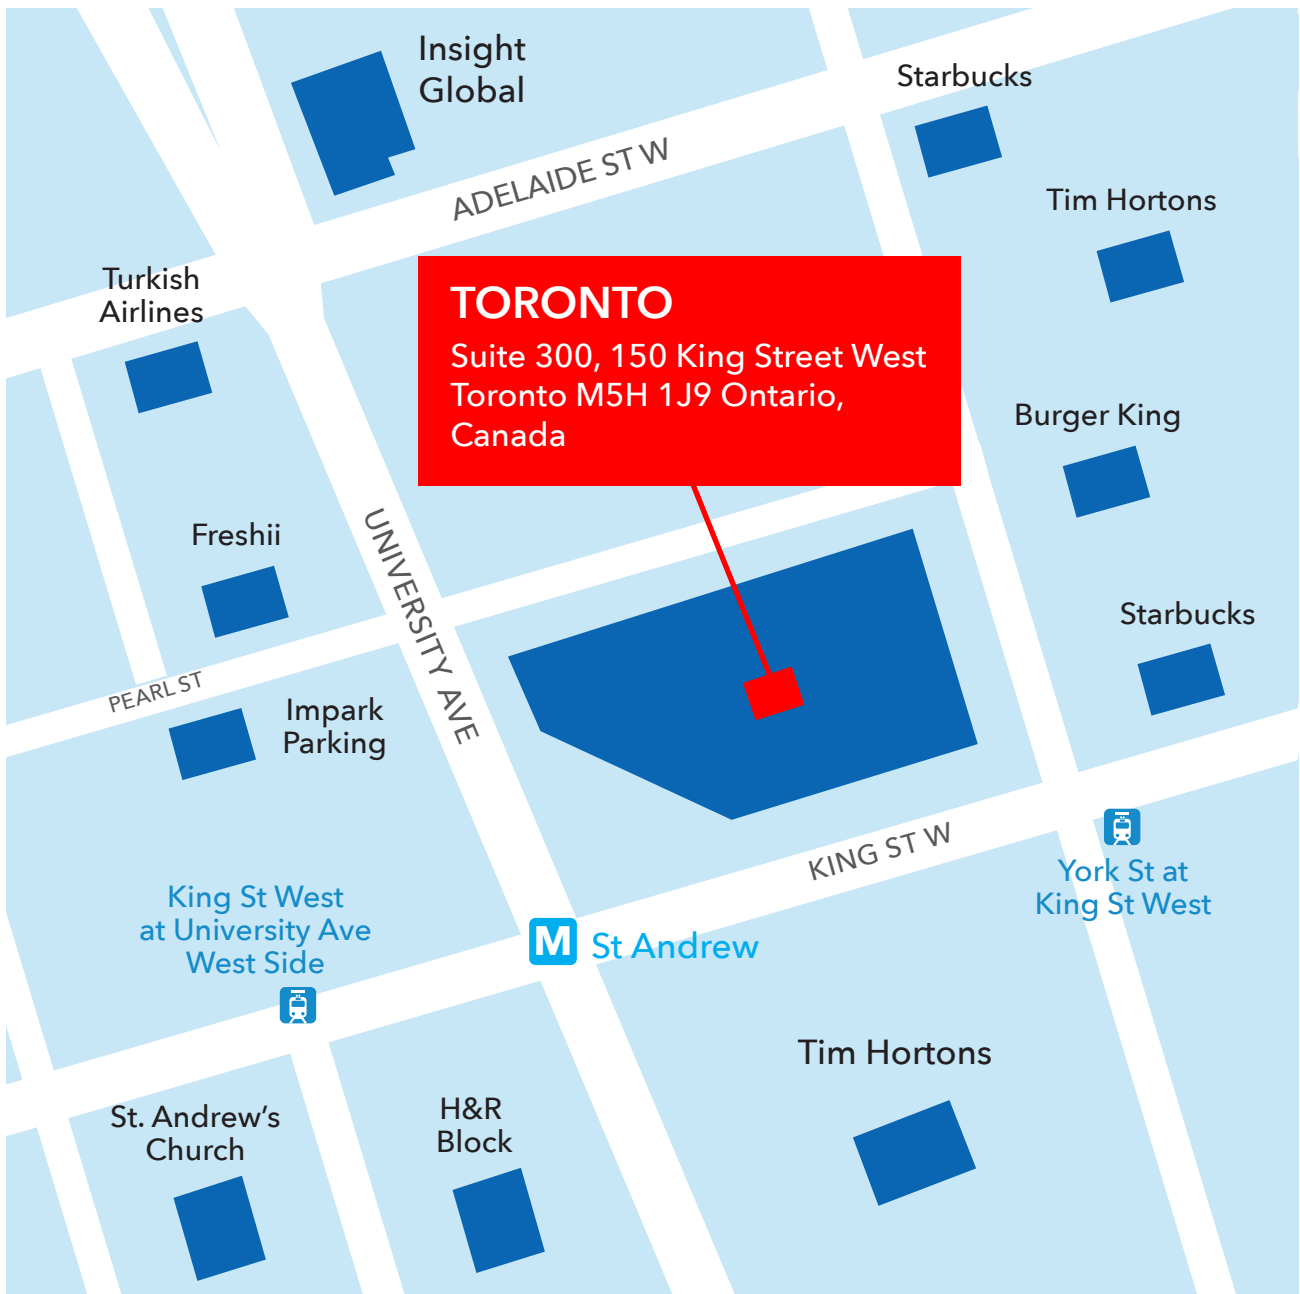 Insight
Global
Starbucks
ADELAIDE ST W
Tim Hortons
Turkish
Airlines
TORONTO
Suite 300, 150 King Street West
Toronto M5H 1J9 Ontario,
Canada
Burger King
Freshii
UNIVERSITY AVE
Starbucks
PEARL ST
Impark
Parking
KING ST W
York St at
King St West
King St West
at University Ave
West Side
M St Andrew
Tim Hortons
St. Andrew’s
Church
H&R
Block